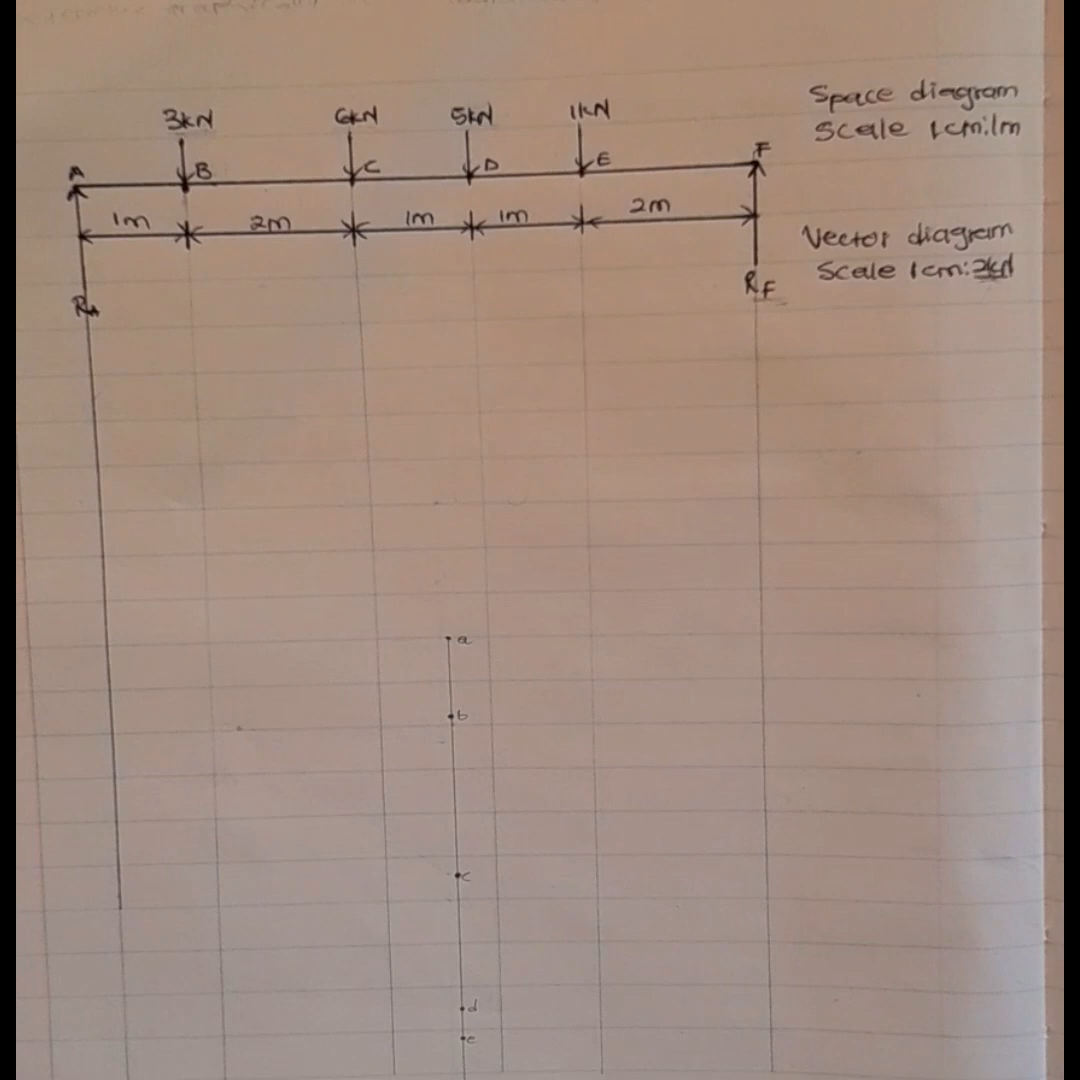 3kN 6kN 5kN 1kN
Space diagram
Scale 1cm:1m
A B C D E F
1m 2m 1m 1m 2m
Vector diagram
Scale 1cm:2kN
RA RF
a
b
c
d
e